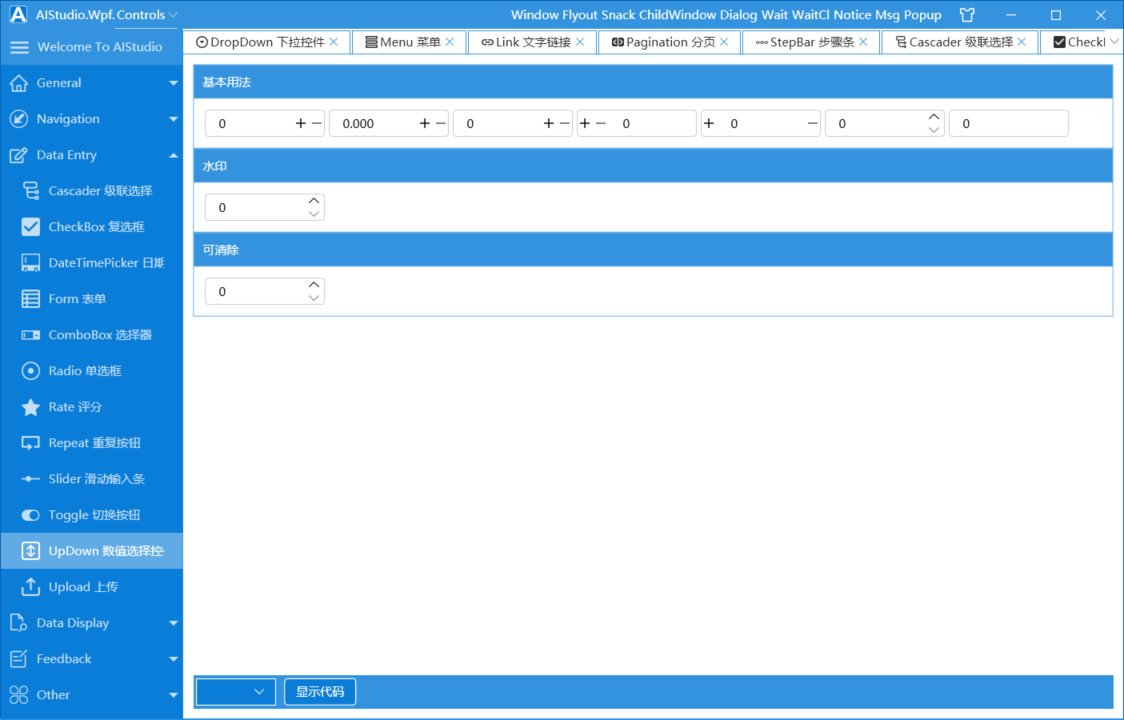 AIStudio.Wpf.Controls
Window Flyout Snack ChildWindow Dialog Wait WaitCl Notice Msg Popup
Welcome To AIStudio
DropDown 下拉控件
Menu 菜单
Link 文字链接
Pagination 分页
StepBar 步骤条
Cascader 级联选择
General
Navigation
Data Entry
Cascader 级联选择
CheckBox 复选框
DateTimePicker 日期
Form 表单
ComboBox 选择器
Radio 单选框
Rate 评分
Repeat 重复按钮
Slider 滑动输入条
Toggle 切换按钮
UpDown 数值选择控
Upload 上传
Data Display
Feedback
Other
基本用法
0
0.000
0
0
0
0
0
水印
0
可清除
0
显示代码